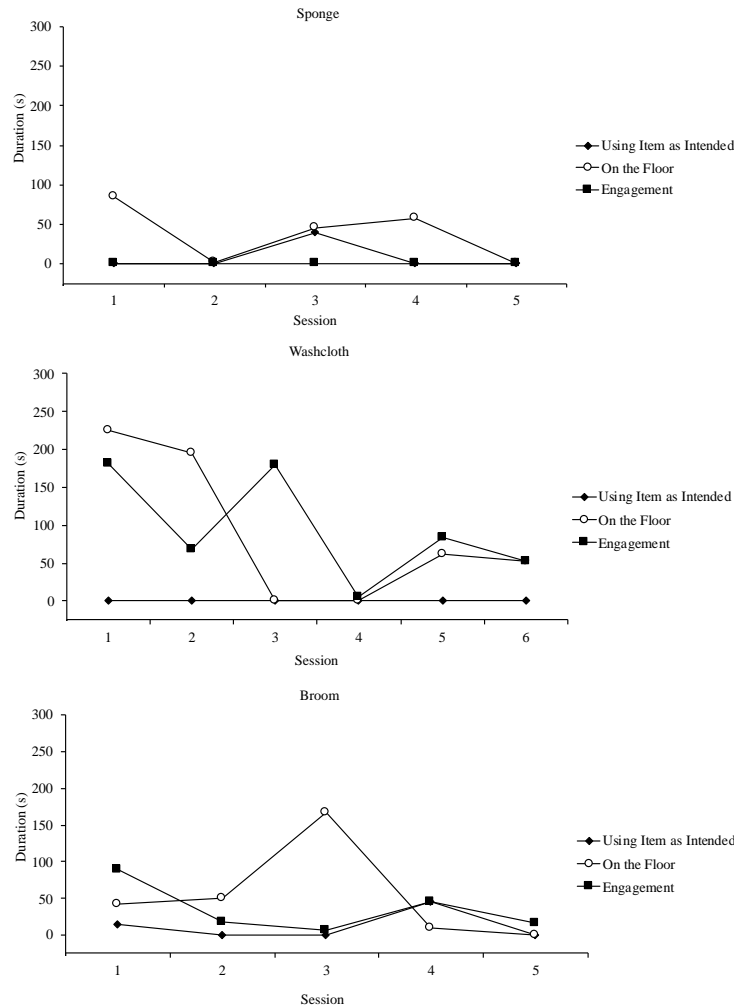 Sponge
300
250
200
150
100
50
0
Duration (s)
1 2 3 4 5
Session
Using Item as Intended
On the Floor
Engagement
Washcloth
300
250
200
150
100
50
0
Duration (s)
1 2 3 4 5 6
Session
Using Item as Intended
On the Floor
Engagement
Broom
300
250
200
150
100
50
0
Duration (s)
1 2 3 4 5
Session
Using Item as Intended
On the Floor
Engagement